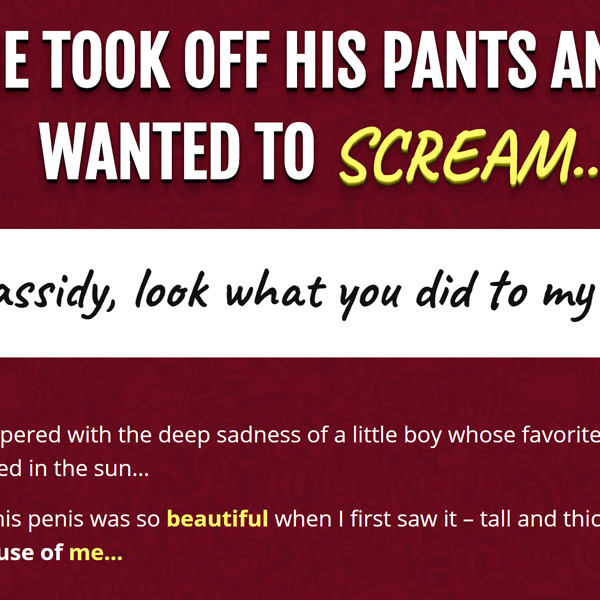 E TOOK OFF HIS PANTS AN
WANTED TO SCREAM...
assidy, look what you did to my
pered with the deep sadness of a little boy whose favorite
ed in the sun...
his penis was so beautiful when I first saw it – tall and thic
use of me...